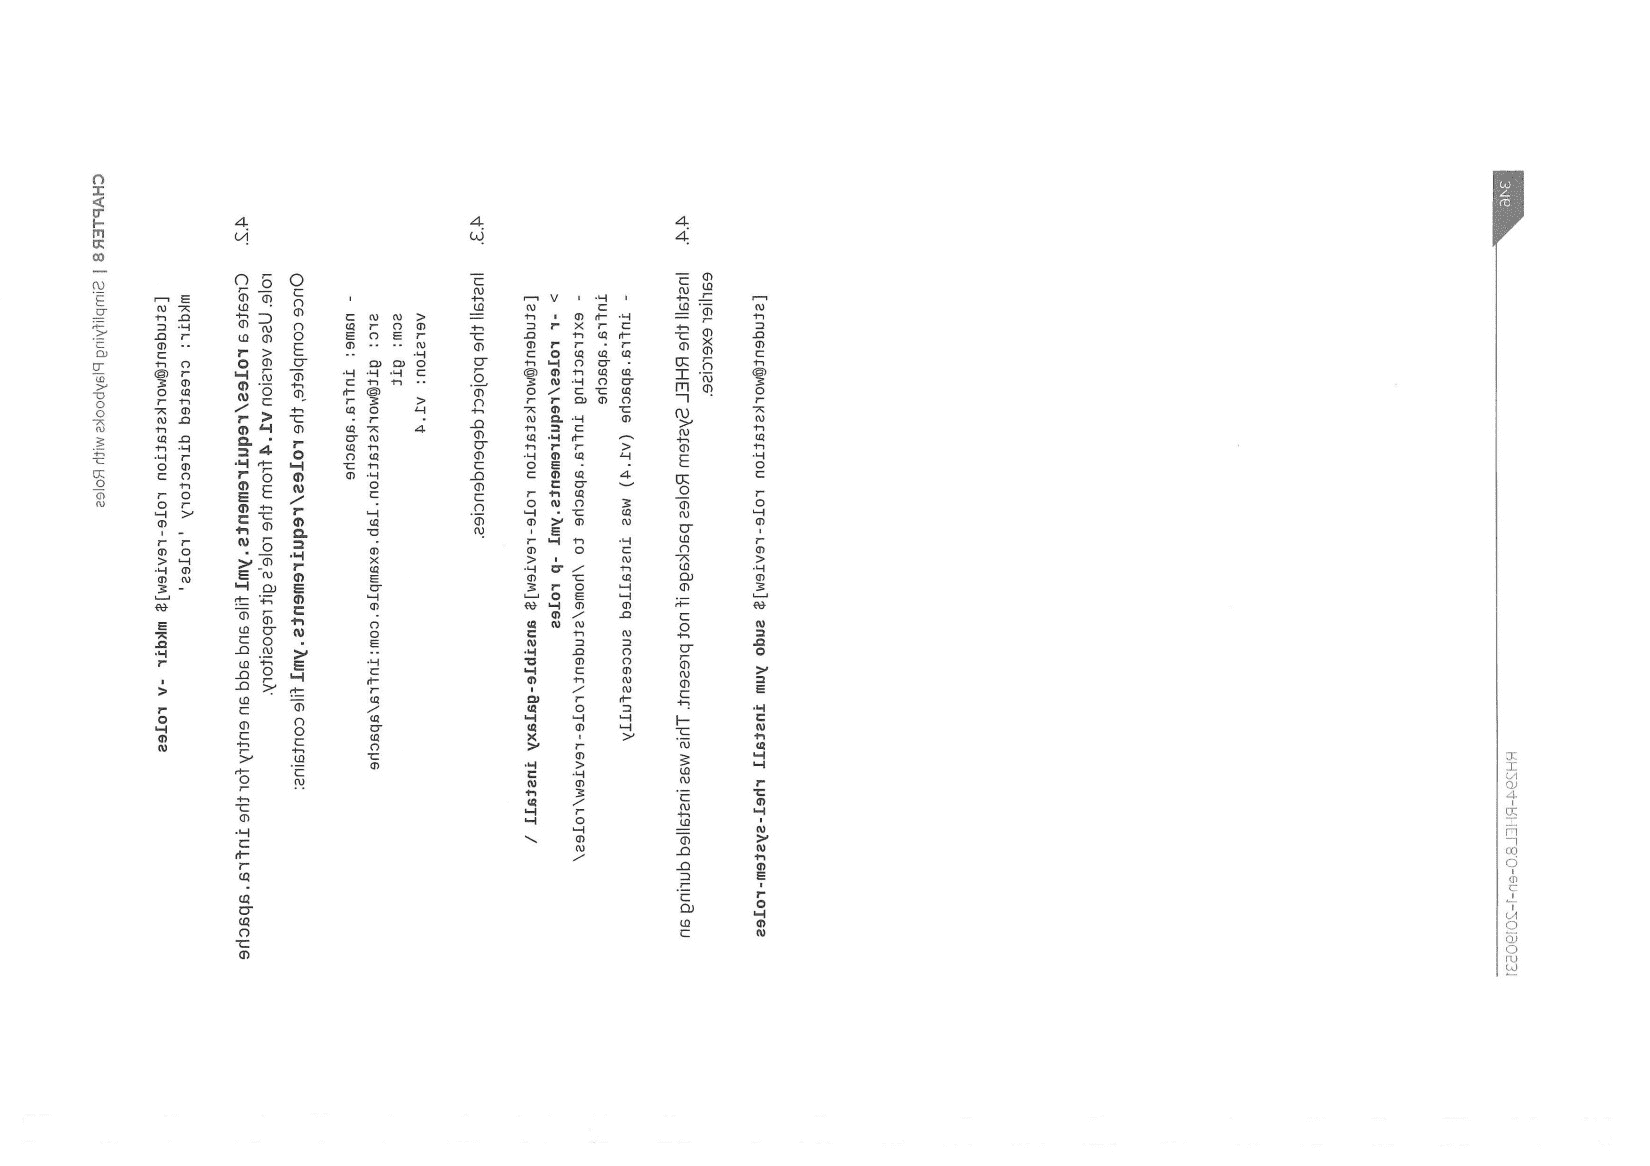 CHAPTER 8 | Simplifying Playbooks with Roles
[student@workstation role-review]$ mkdir -v roles
mkdir: created directory 'roles'
4.2. Create a roles/requirements.yml file and add an entry for the infra.apache
role. Use version v1.4 from the role's git repository.
Once complete, the roles/requirements.yml file contains:
- name: infra.apache
src: git@workstation.lab.example.com:infra/apache
scm: git
version: v1.4
4.3. Install the project dependencies.
[student@workstation role-review]$ ansible-galaxy install \
> -r roles/requirements.yml -p roles
- extracting infra.apache to /home/student/role-review/roles/
infra.apache
- infra.apache (v1.4) was installed successfully
4.4. Install the RHEL System Roles package if not present. This was installed during an
earlier exercise.
[student@workstation role-review]$ sudo yum install rhel-system-roles
RH294-RHEL8.0-en-1-20190531